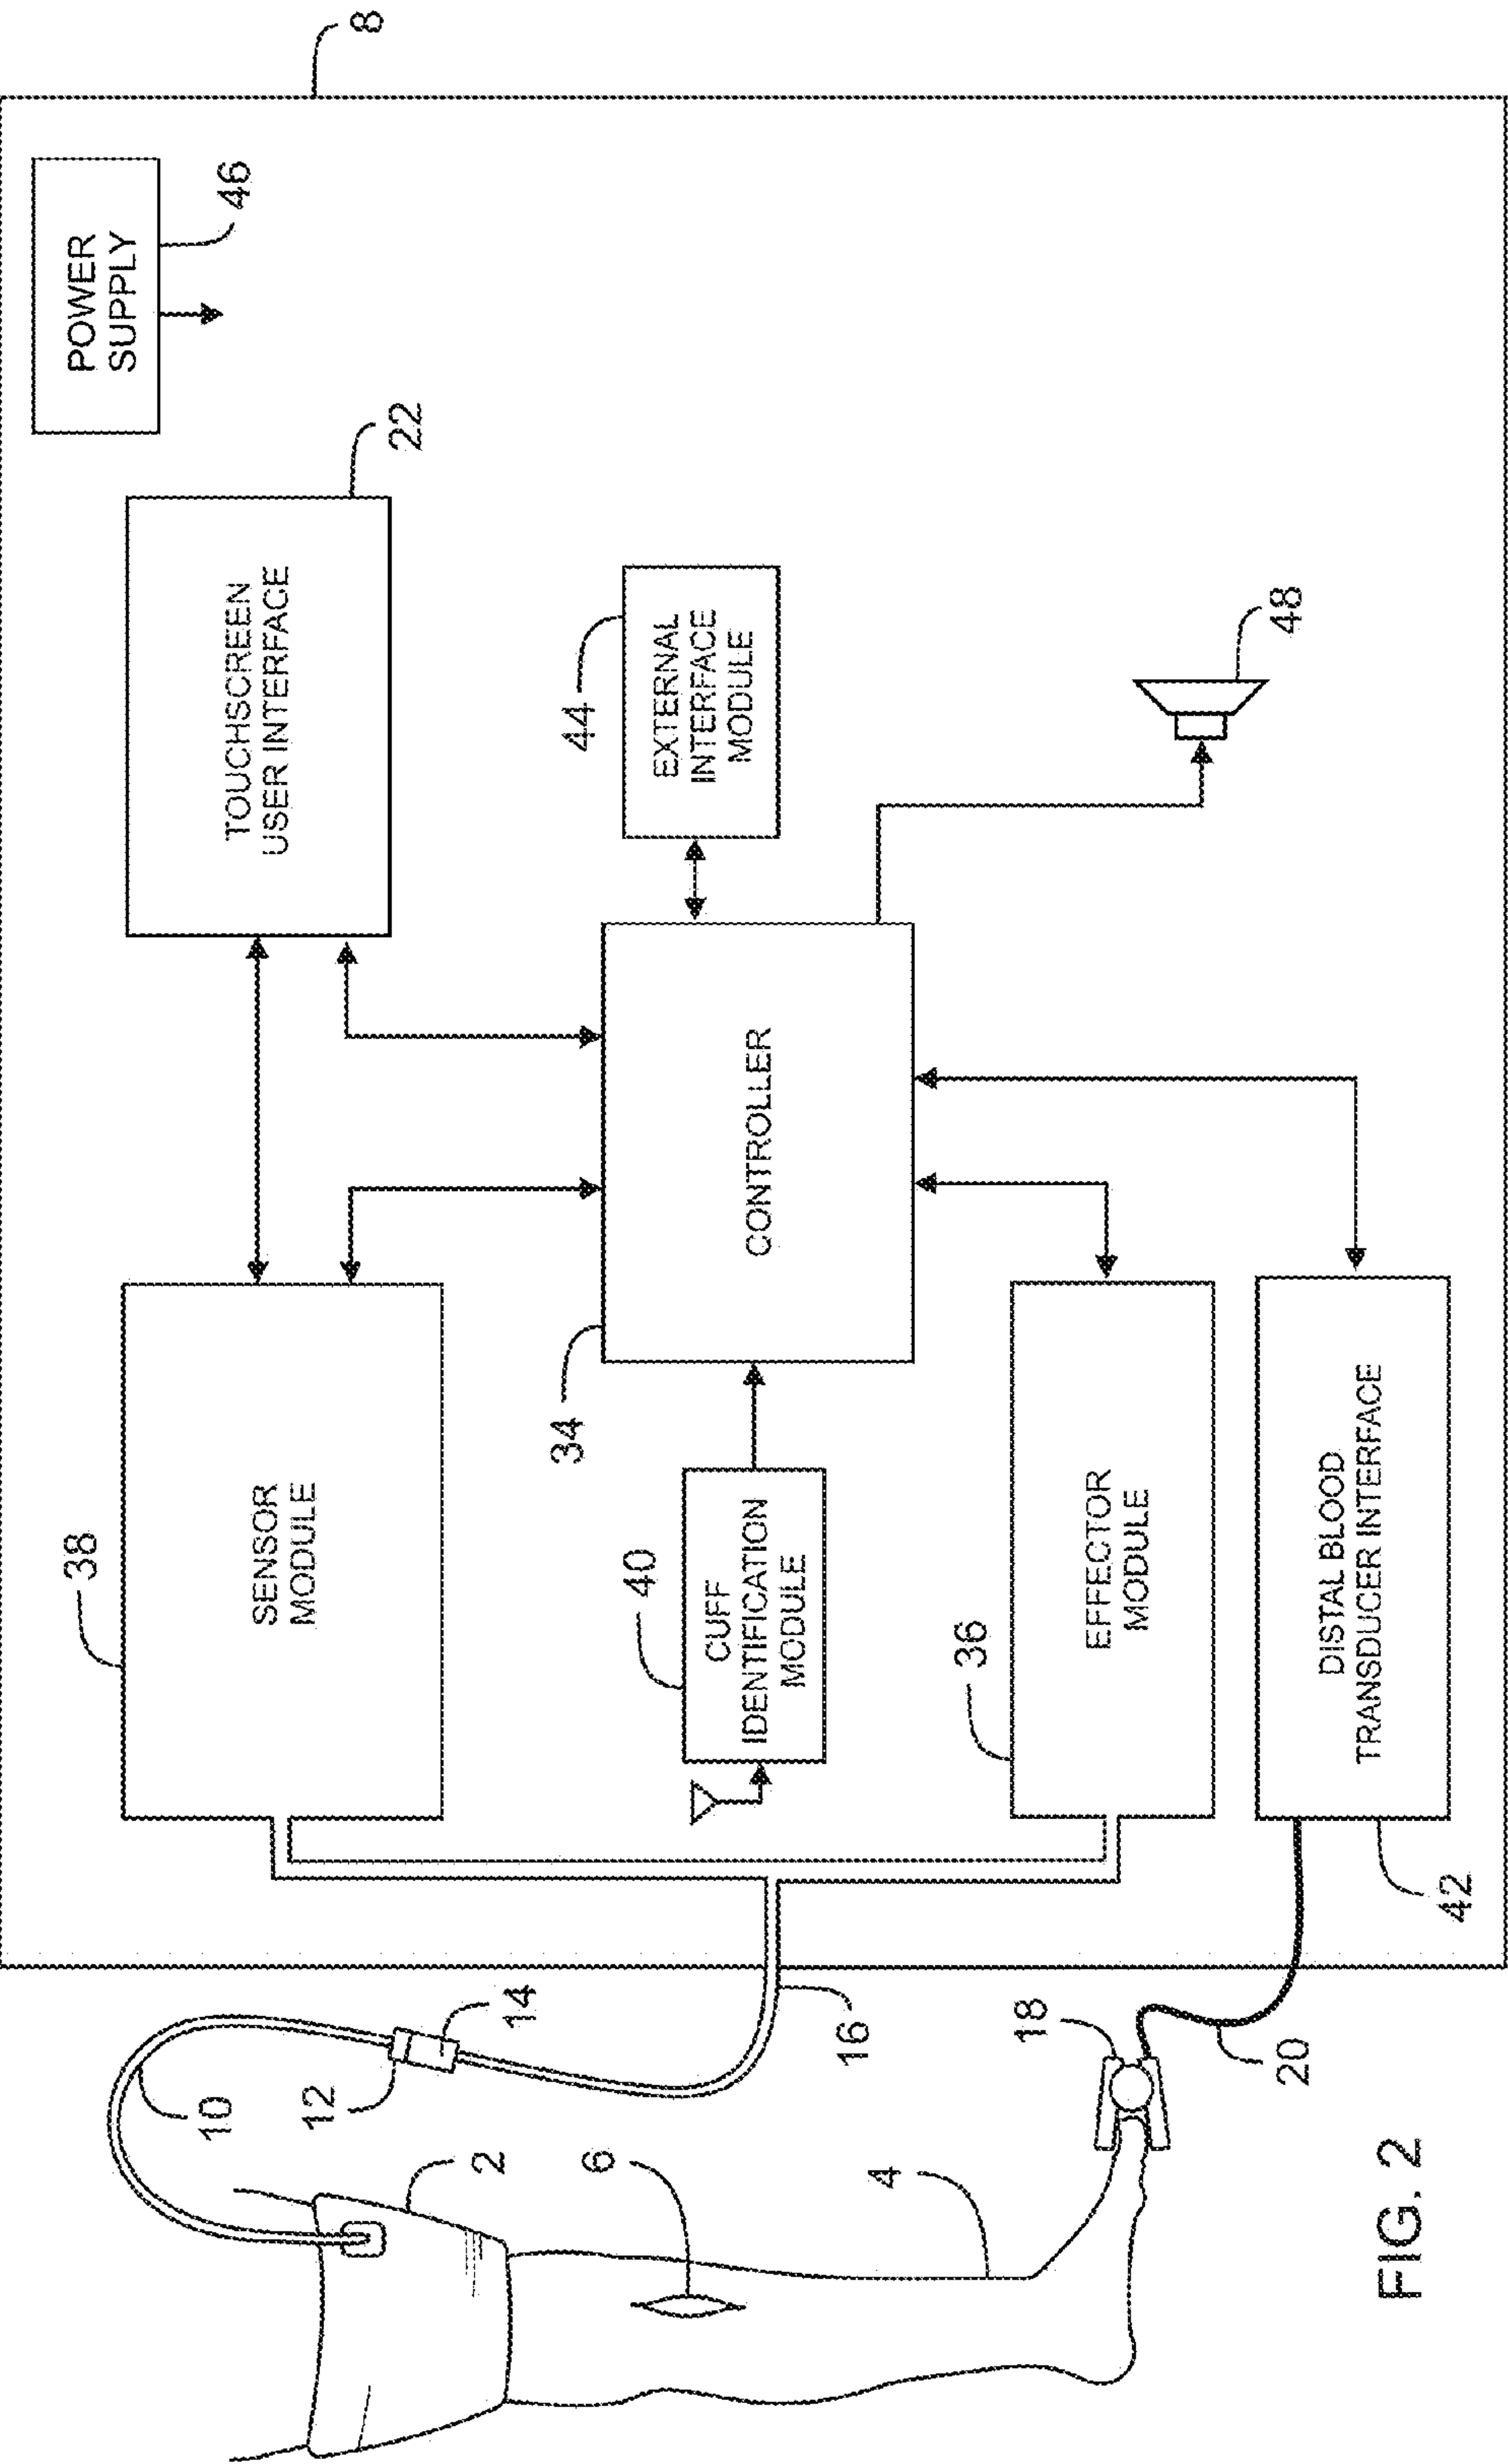 8
POWER
SUPPLY
46
TOUCHSCREEN
USER INTERFACE
22
EXTERNAL
INTERFACE
MODULE
44
48
CONTROLLER
34
SENSOR
MODULE
38
CUFF
IDENTIFICATION
MODULE
40
EFFECTOR
MODULE
36
DISTAL BLOOD
TRANSDUCER INTERFACE
42
10
12
14
16
18
20
2
6
4
FIG. 2